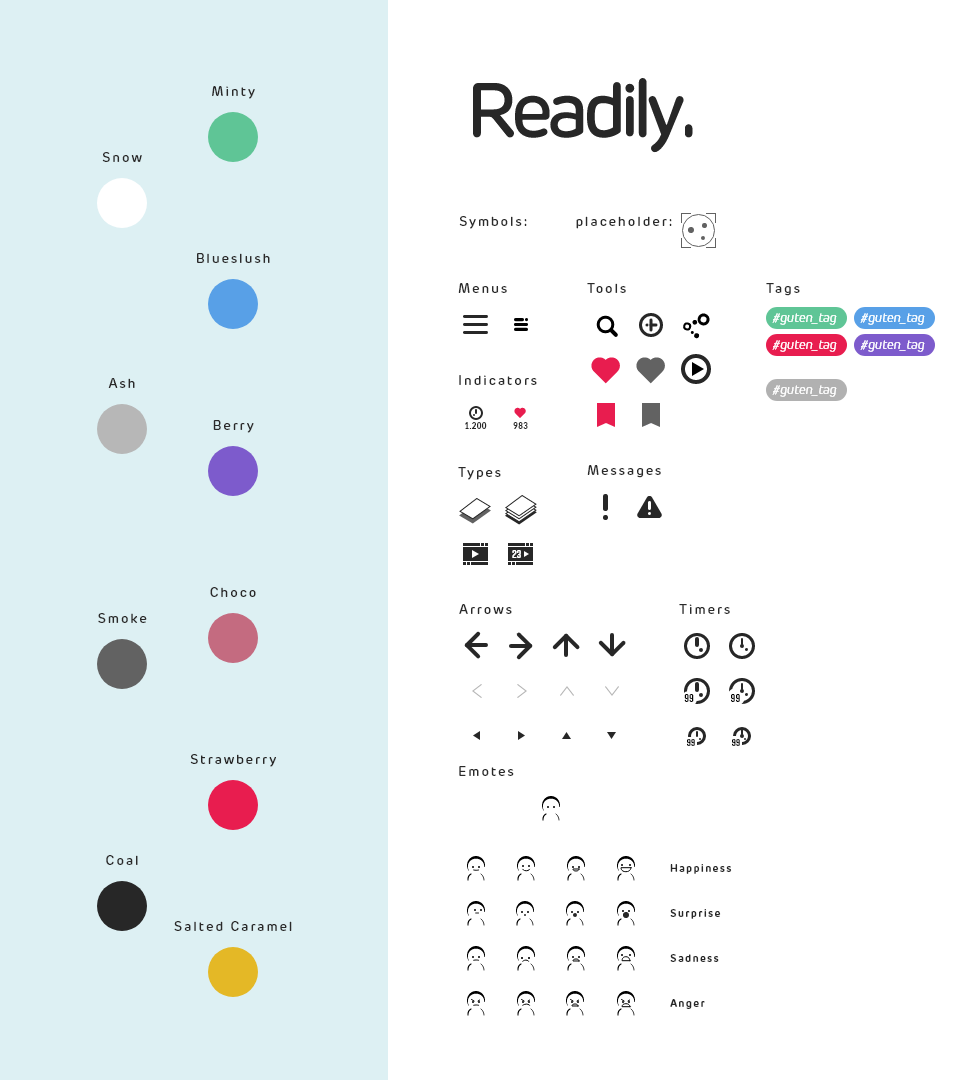 Minty
Snow
Blueslush
Ash
Berry
Choco
Smoke
Strawberry
Coal
Salted Caramel
Readily.
Symbols: placeholder:
Menus
Tools
Tags
#guten_tag #guten_tag
#guten_tag #guten_tag
#guten_tag
Indicators
1.200 983
Types
23
Messages
Arrows
Timers
99 99
99 99
Emotes
Happiness
Surprise
Sadness
Anger